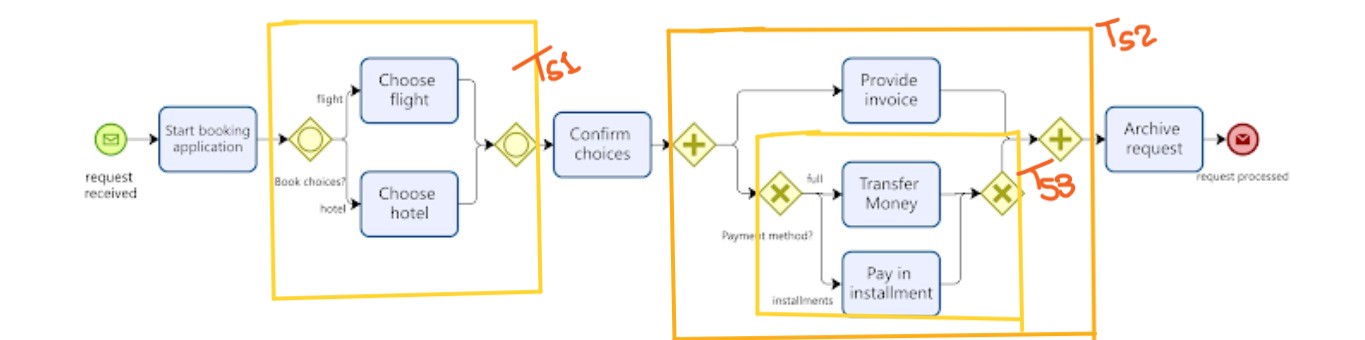 request
received
Start booking
application
Book choices?
flight
hotel
Choose
flight
Choose
hotel
TS1
Confirm
choices
TS2
Provide
invoice
Payment method?
full
installments
Transfer
Money
Pay in
installment
TS3
Archive
request
request processed